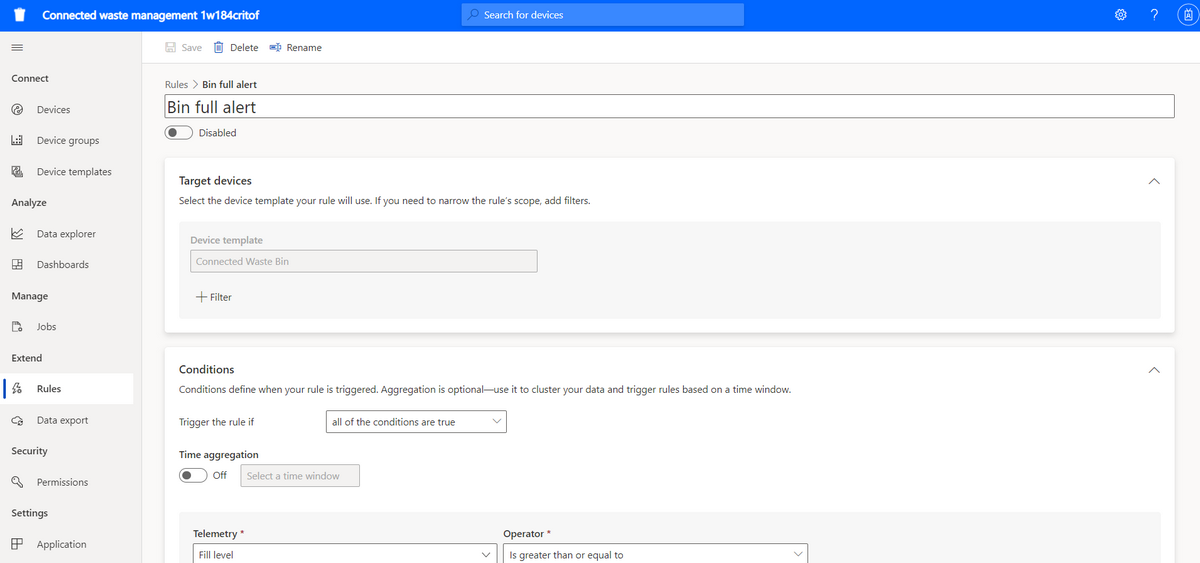 Connected waste management 1w184critof
Search for devices
?
Save Delete Rename
Connect
Devices
Device groups
Device templates
Analyze
Data explorer
Dashboards
Manage
Jobs
Extend
Rules
Data export
Security
Permissions
Settings
Application
Rules > Bin full alert
Bin full alert
Disabled
Target devices
Select the device template your rule will use. If you need to narrow the rule's scope, add filters.
Device template
Connected Waste Bin
+ Filter
Conditions
Conditions define when your rule is triggered. Aggregation is optional—use it to cluster your data and trigger rules based on a time window.
Trigger the rule if all of the conditions are true
Time aggregation
Off Select a time window
Telemetry * Operator *
Fill level Is greater than or equal to